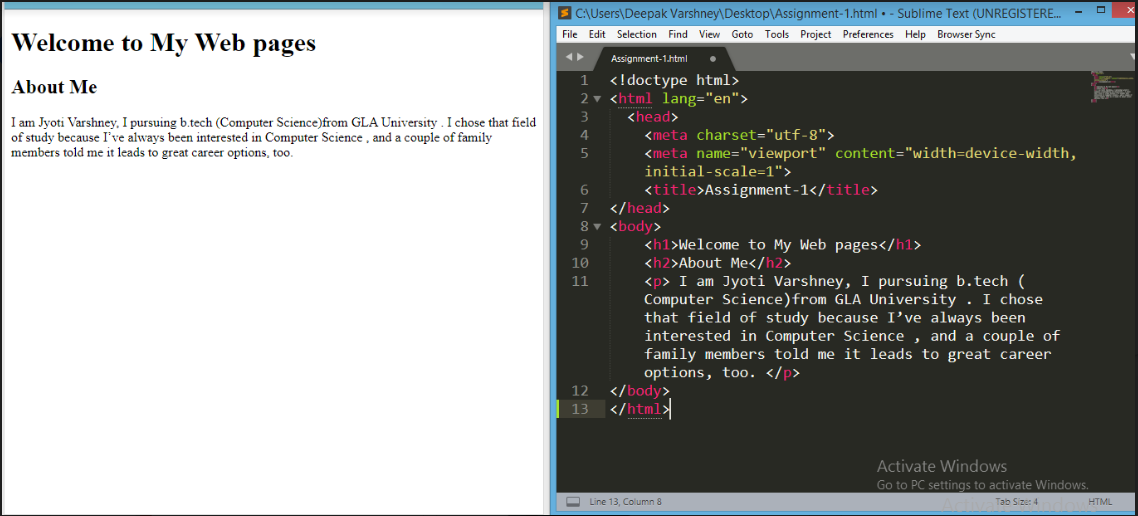 Welcome to My Web pages
About Me
I am Jyoti Varshney, I pursuing b.tech (Computer Science)from GLA University . I chose that field
of study because I’ve always been interested in Computer Science , and a couple of family
members told me it leads to great career options, too.
C:\Users\Deepak Varshney\Desktop\Assignment-1.html • - Sublime Text (UNREGISTERE...
File Edit Selection Find View Goto Tools Project Preferences Help Browser Sync
Assignment-1.html
1 <!doctype html>
2 <html lang="en">
3 <head>
4 <meta charset="utf-8">
5 <meta name="viewport" content="width=device-width,
initial-scale=1">
6 <title>Assignment-1</title>
7 </head>
8 <body>
9 <h1>Welcome to My Web pages</h1>
10 <h2>About Me</h2>
11 <p> I am Jyoti Varshney, I pursuing b.tech (
Computer Science)from GLA University . I chose
that field of study because I’ve always been
interested in Computer Science , and a couple of
family members told me it leads to great career
options, too. </p>
12 </body>
13 </html>
Activate Windows
Go to PC settings to activate Windows.
Line 13, Column 8 Tab Size: 4 HTML